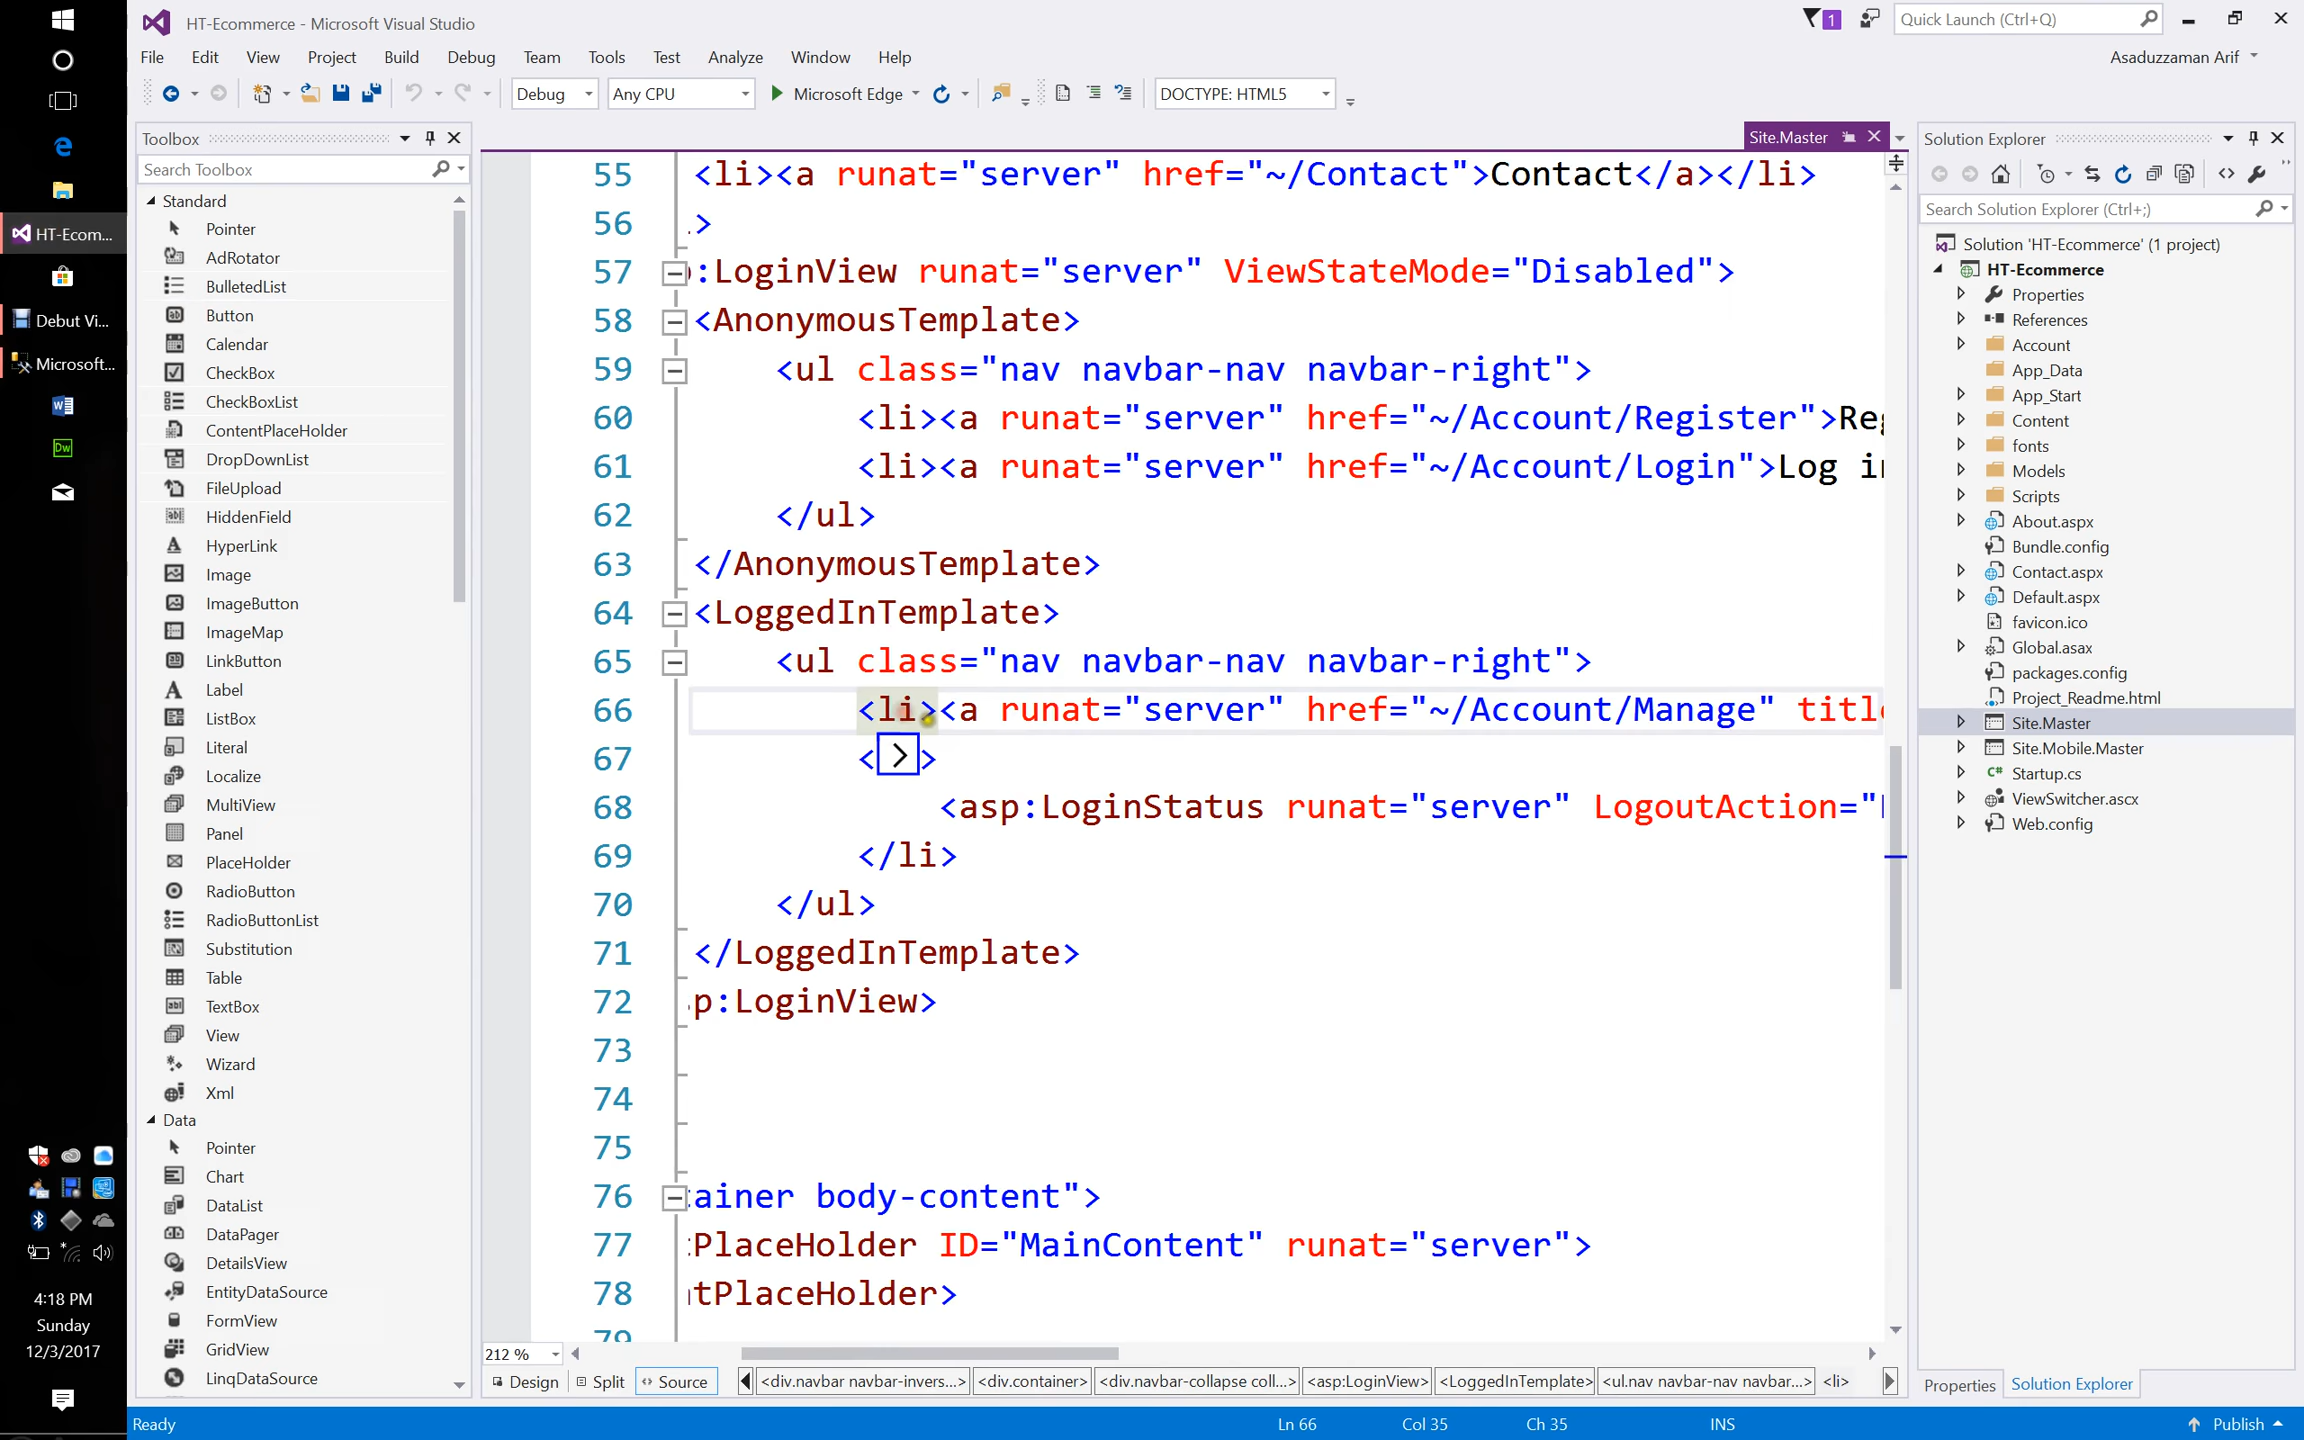 HT-Ecommerce - Microsoft Visual Studio
1
Quick Launch (Ctrl+Q)
File Edit View Project Build Debug Team Tools Test Analyze Window Help
Asaduzzaman Arif
Debug
Any CPU
Microsoft Edge
DOCTYPE: HTML5
HT-Ecom...
Debut Vi...
Microsoft...
Dw
4:18 PM
Sunday
12/3/2017
Toolbox
Search Toolbox
Standard
Pointer
AdRotator
BulletedList
Button
Calendar
CheckBox
CheckBoxList
ContentPlaceHolder
DropDownList
FileUpload
HiddenField
HyperLink
Image
ImageButton
ImageMap
LinkButton
Label
ListBox
Literal
Localize
MultiView
Panel
PlaceHolder
RadioButton
RadioButtonList
Substitution
Table
TextBox
View
Wizard
Xml
Data
Pointer
Chart
DataList
DataPager
DetailsView
EntityDataSource
FormView
GridView
LinqDataSource
Site.Master
55 <li><a runat="server" href="~/Contact">Contact</a></li>
56 >
57 :LoginView runat="server" ViewStateMode="Disabled">
58 <AnonymousTemplate>
59 <ul class="nav navbar-nav navbar-right">
60 <li><a runat="server" href="~/Account/Register">Reg
61 <li><a runat="server" href="~/Account/Login">Log in
62 </ul>
63 </AnonymousTemplate>
64 <LoggedInTemplate>
65 <ul class="nav navbar-nav navbar-right">
66 <li><a runat="server" href="~/Account/Manage" title
67 < > >
68 <asp:LoginStatus runat="server" LogoutAction="
69 </li>
70 </ul>
71 </LoggedInTemplate>
72 p:LoginView>
73
74
75
76 ainer body-content">
77 PlaceHolder ID="MainContent" runat="server">
78 tPlaceHolder>
79
212 %
Design Split Source
<div.navbar navbar-invers...> <div.container> <div.navbar-collapse coll...> <asp:LoginView> <LoggedInTemplate> <ul.nav navbar-nav navbar...> <li>
Solution Explorer
Search Solution Explorer (Ctrl+;)
Solution 'HT-Ecommerce' (1 project)
HT-Ecommerce
Properties
References
Account
App_Data
App_Start
Content
fonts
Models
Scripts
About.aspx
Bundle.config
Contact.aspx
Default.aspx
favicon.ico
Global.asax
packages.config
Project_Readme.html
Site.Master
Site.Mobile.Master
Startup.cs
ViewSwitcher.ascx
Web.config
Properties Solution Explorer
Ready
Ln 66 Col 35 Ch 35 INS
Publish